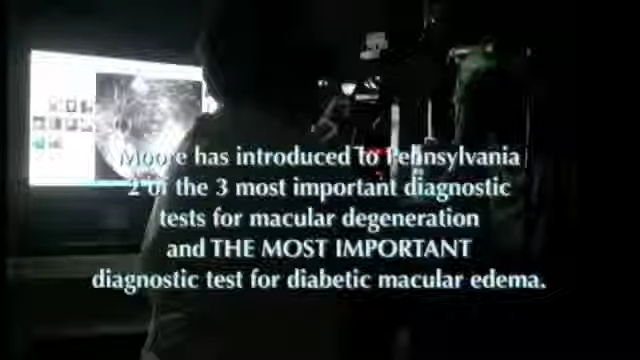 Moore has introduced to Pennsylvania
2 of the 3 most important diagnostic
tests for macular degeneration
and THE MOST IMPORTANT
diagnostic test for diabetic macular edema.